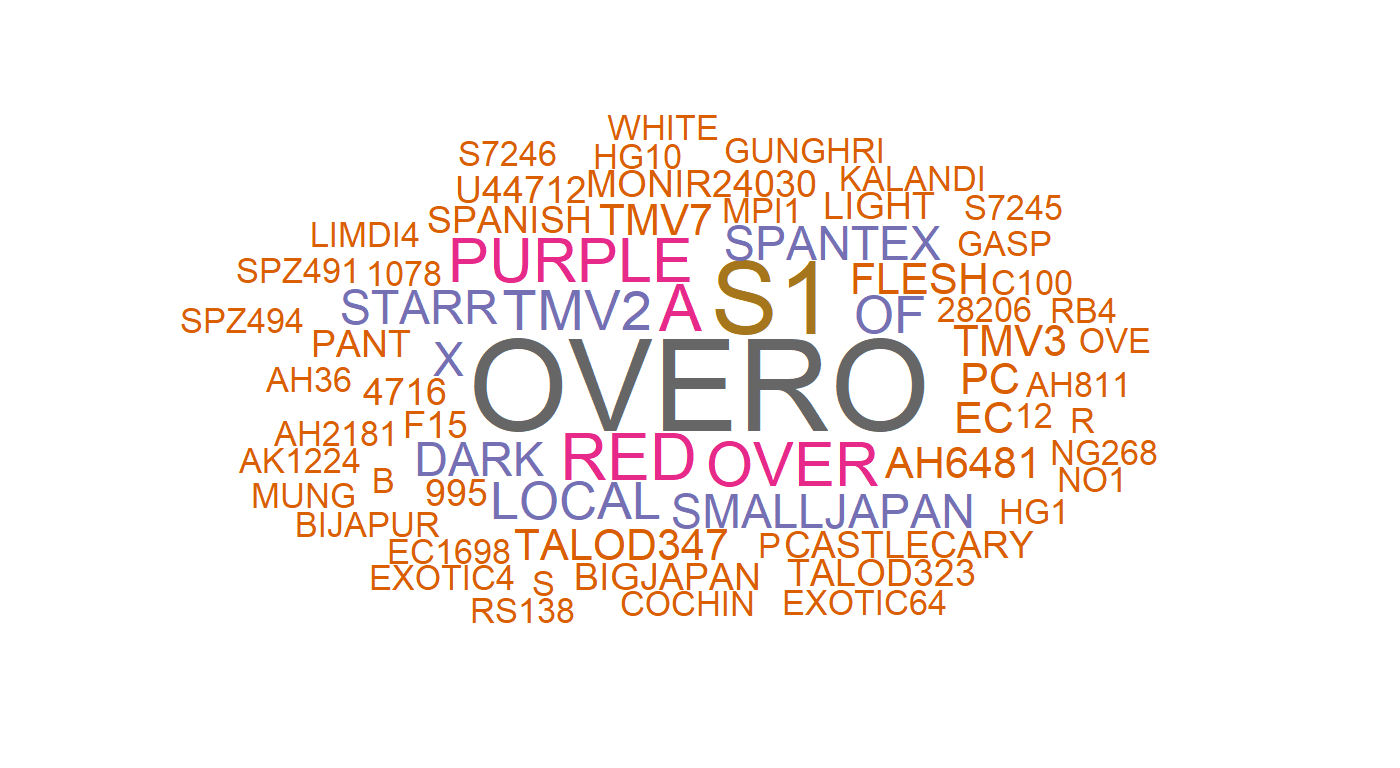 WHITE
S7246 HG10 GUNGHRI
U44712 MONIR24030 KALANDI
SPANISH TMV7 MPI1 LIGHT S7245
LIMDI4 PURPLE SPANTEX GASP
SPZ491 1078 S1 FLESH C100
SPZ494 STARR TMV2 A OF 28206 RB4
PANT X OVERO TMV3 OVE
AH36 4716 PC AH811
AH2181 F15 EC 12 R
AK1224 B DARK RED OVER AH6481 NG268
MUNG 995 LOCAL SMALLJAPAN NO1
BIJAPUR HG1
EC1698 TALOD347 P CASTLECARY
EXOTIC4 S BIGJAPAN TALOD323
RS138 COCHIN EXOTIC64